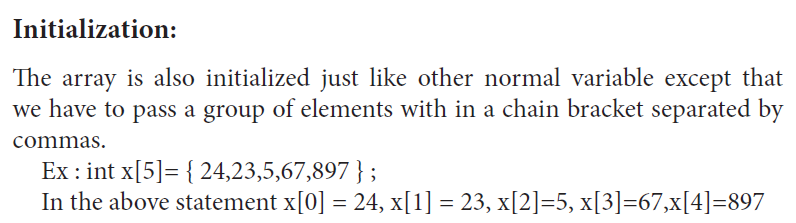 Initialization:
The array is also initialized just like other normal variable except that
we have to pass a group of elements with in a chain bracket separated by
commas.
Ex : int x[5]= { 24,23,5,67,897 } ;
In the above statement x[0] = 24, x[1] = 23, x[2]=5, x[3]=67,x[4]=897